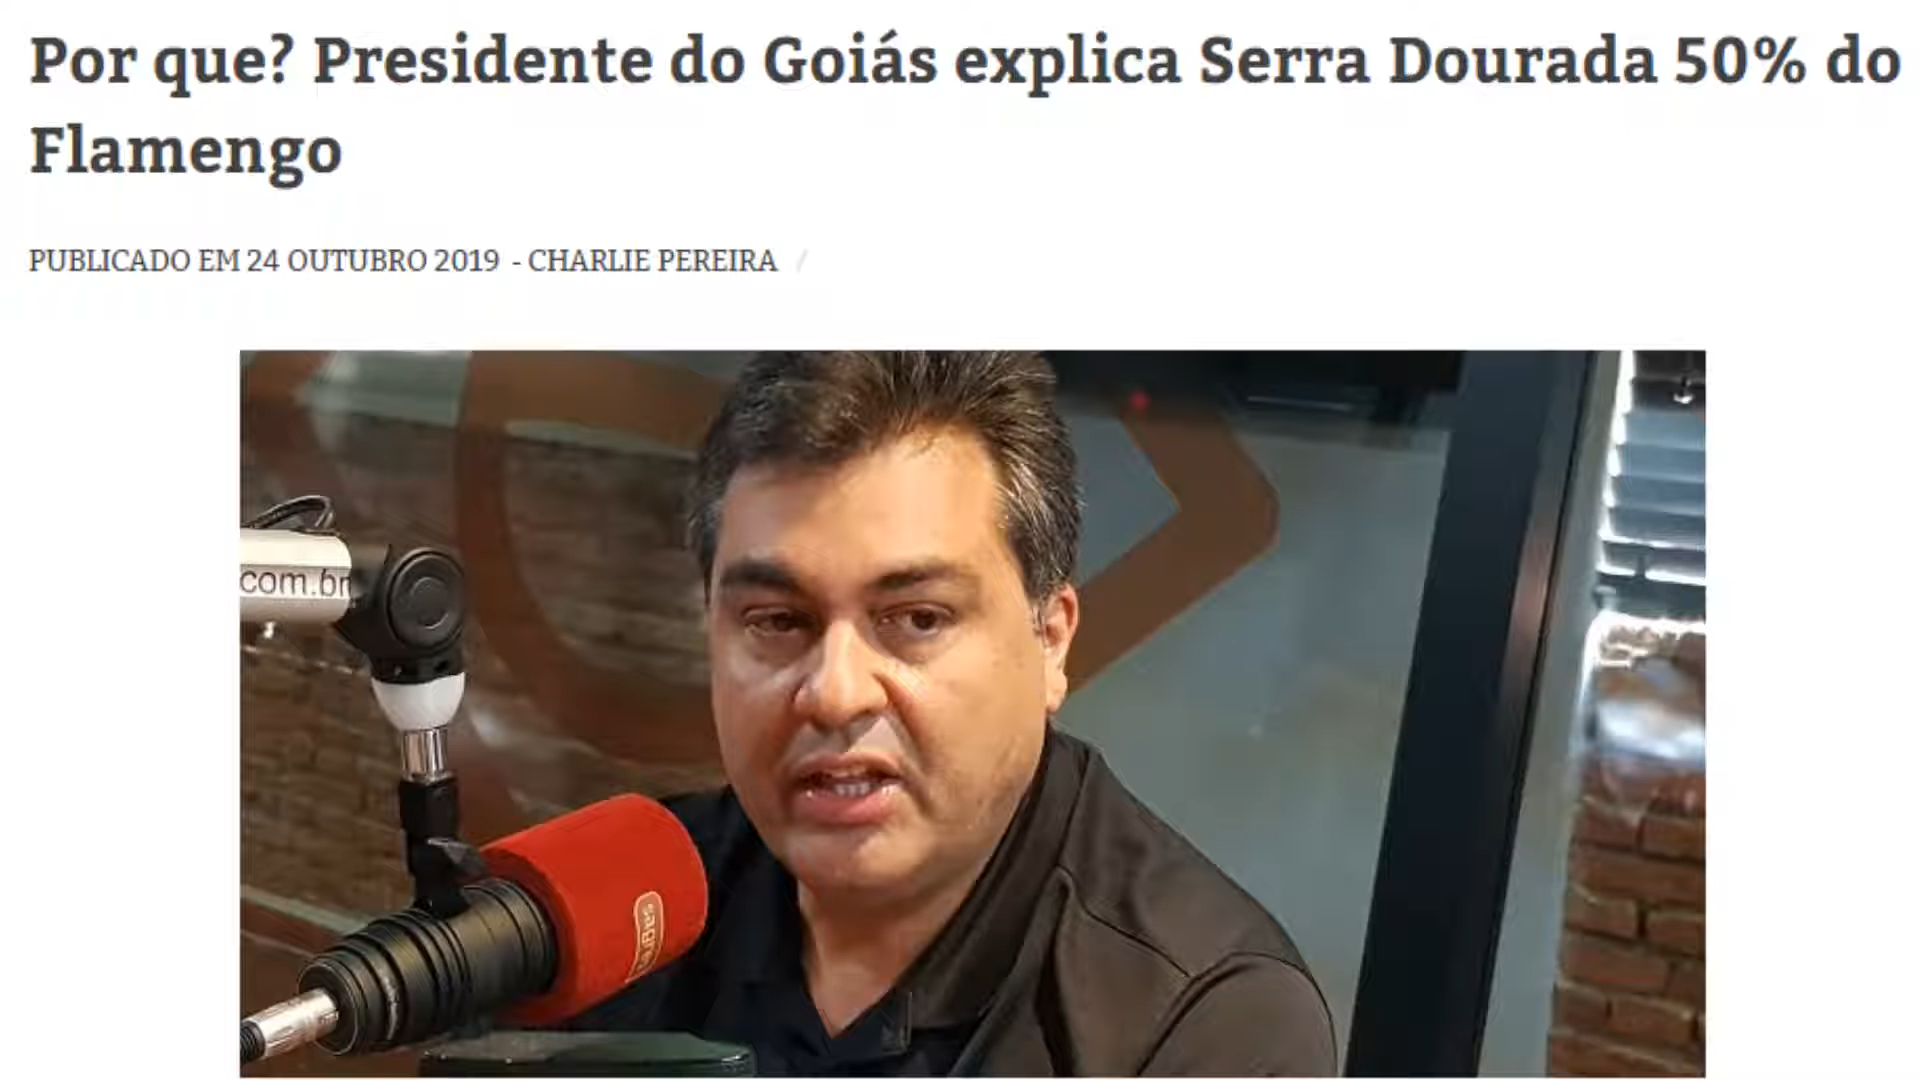 Por que? Presidente do Goiás explica Serra Dourada 50% do
Flamengo
PUBLICADO EM 24 OUTUBRO 2019 - CHARLIE PEREIRA /
com.br